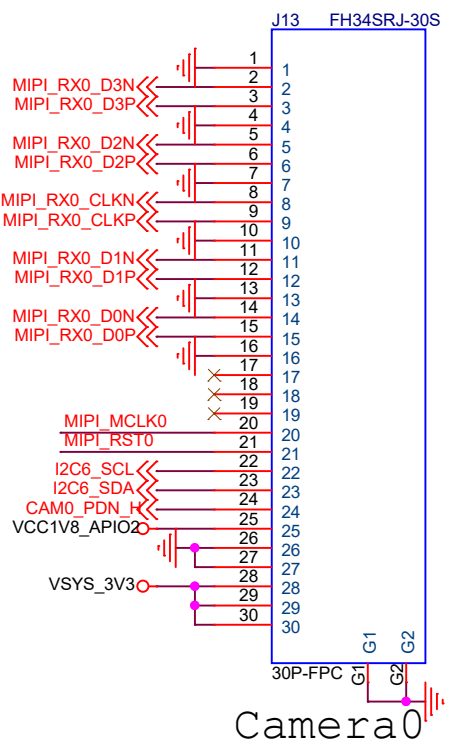 J13 FH34SRJ-30S
1 1
MIPI_RX0_D3N 2 2
MIPI_RX0_D3P 3 3
4 4
MIPI_RX0_D2N 5 5
MIPI_RX0_D2P 6 6
7 7
MIPI_RX0_CLKN 8 8
MIPI_RX0_CLKP 9 9
10 10
MIPI_RX0_D1N 11 11
MIPI_RX0_D1P 12 12
13 13
MIPI_RX0_D0N 14 14
MIPI_RX0_D0P 15 15
16 16
17 17
18 18
19 19
MIPI_MCLK0 20 20
MIPI_RST0 21 21
I2C6_SCL 22 22
I2C6_SDA 23 23
CAM0_PDN_H 24 24
VCC1V8_APIO2 25 25
26 26
27 27
VSYS_3V3 28 28
29 29
30 30
G1 G2
30P-FPC G1 G2
Camera0